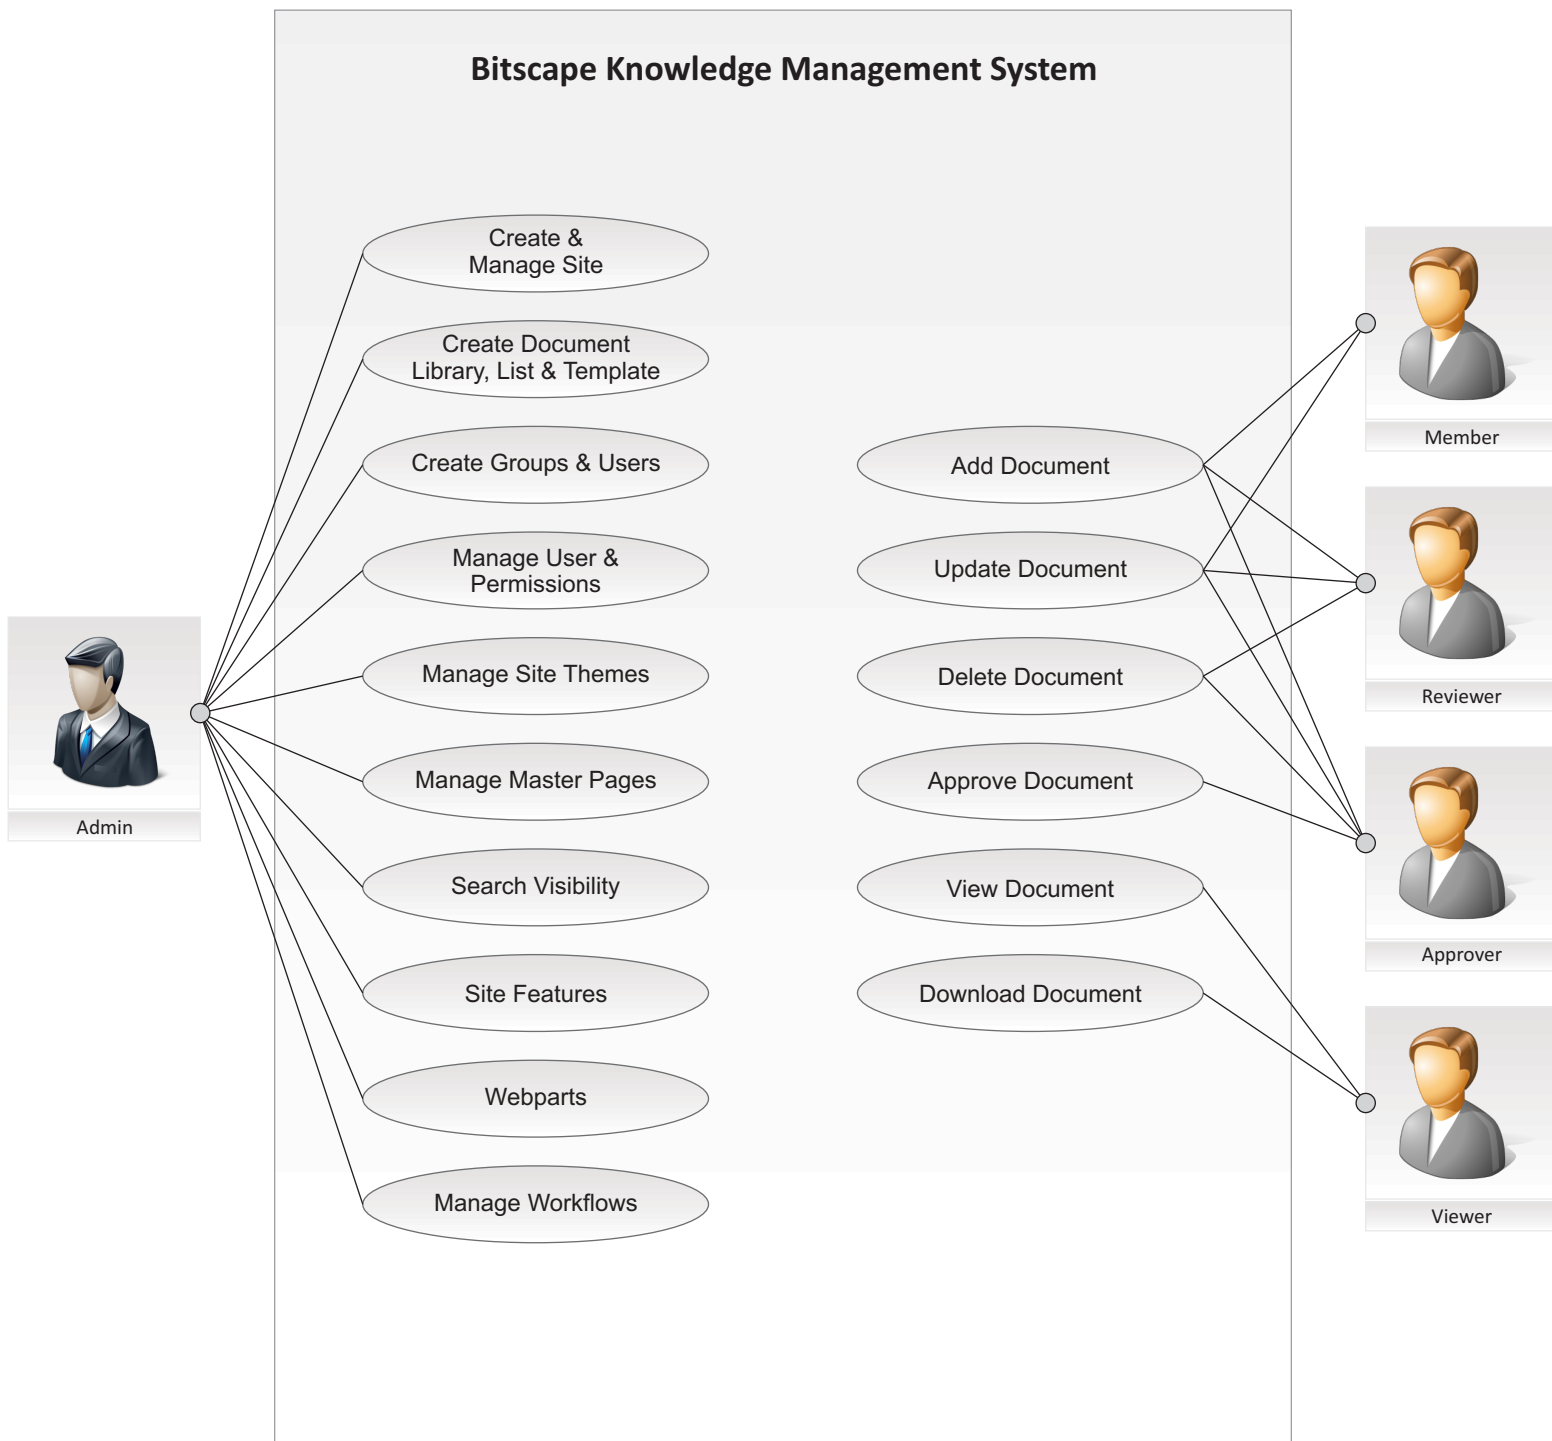 Bitscape Knowledge Management System
Create &
Manage Site
Create Document
Library, List & Template
Create Groups & Users
Manage User &
Permissions
Manage Site Themes
Manage Master Pages
Search Visibility
Site Features
Webparts
Manage Workflows
Add Document
Update Document
Delete Document
Approve Document
View Document
Download Document
Admin
Member
Reviewer
Approver
Viewer